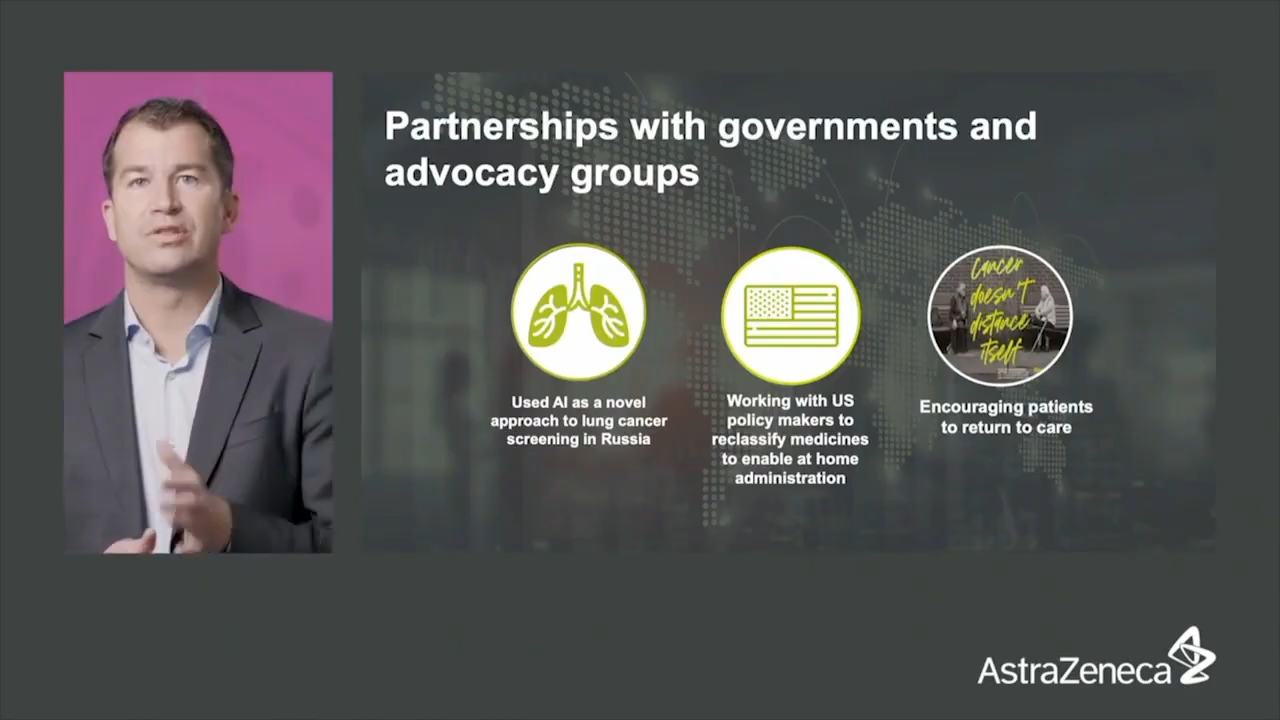 Partnerships with governments and
advocacy groups
Cancer
doesn't
distance
itself
Used AI as a novel
approach to lung cancer
screening in Russia
Working with US
policy makers to
reclassify medicines
to enable at home
administration
Encouraging patients
to return to care
AstraZeneca